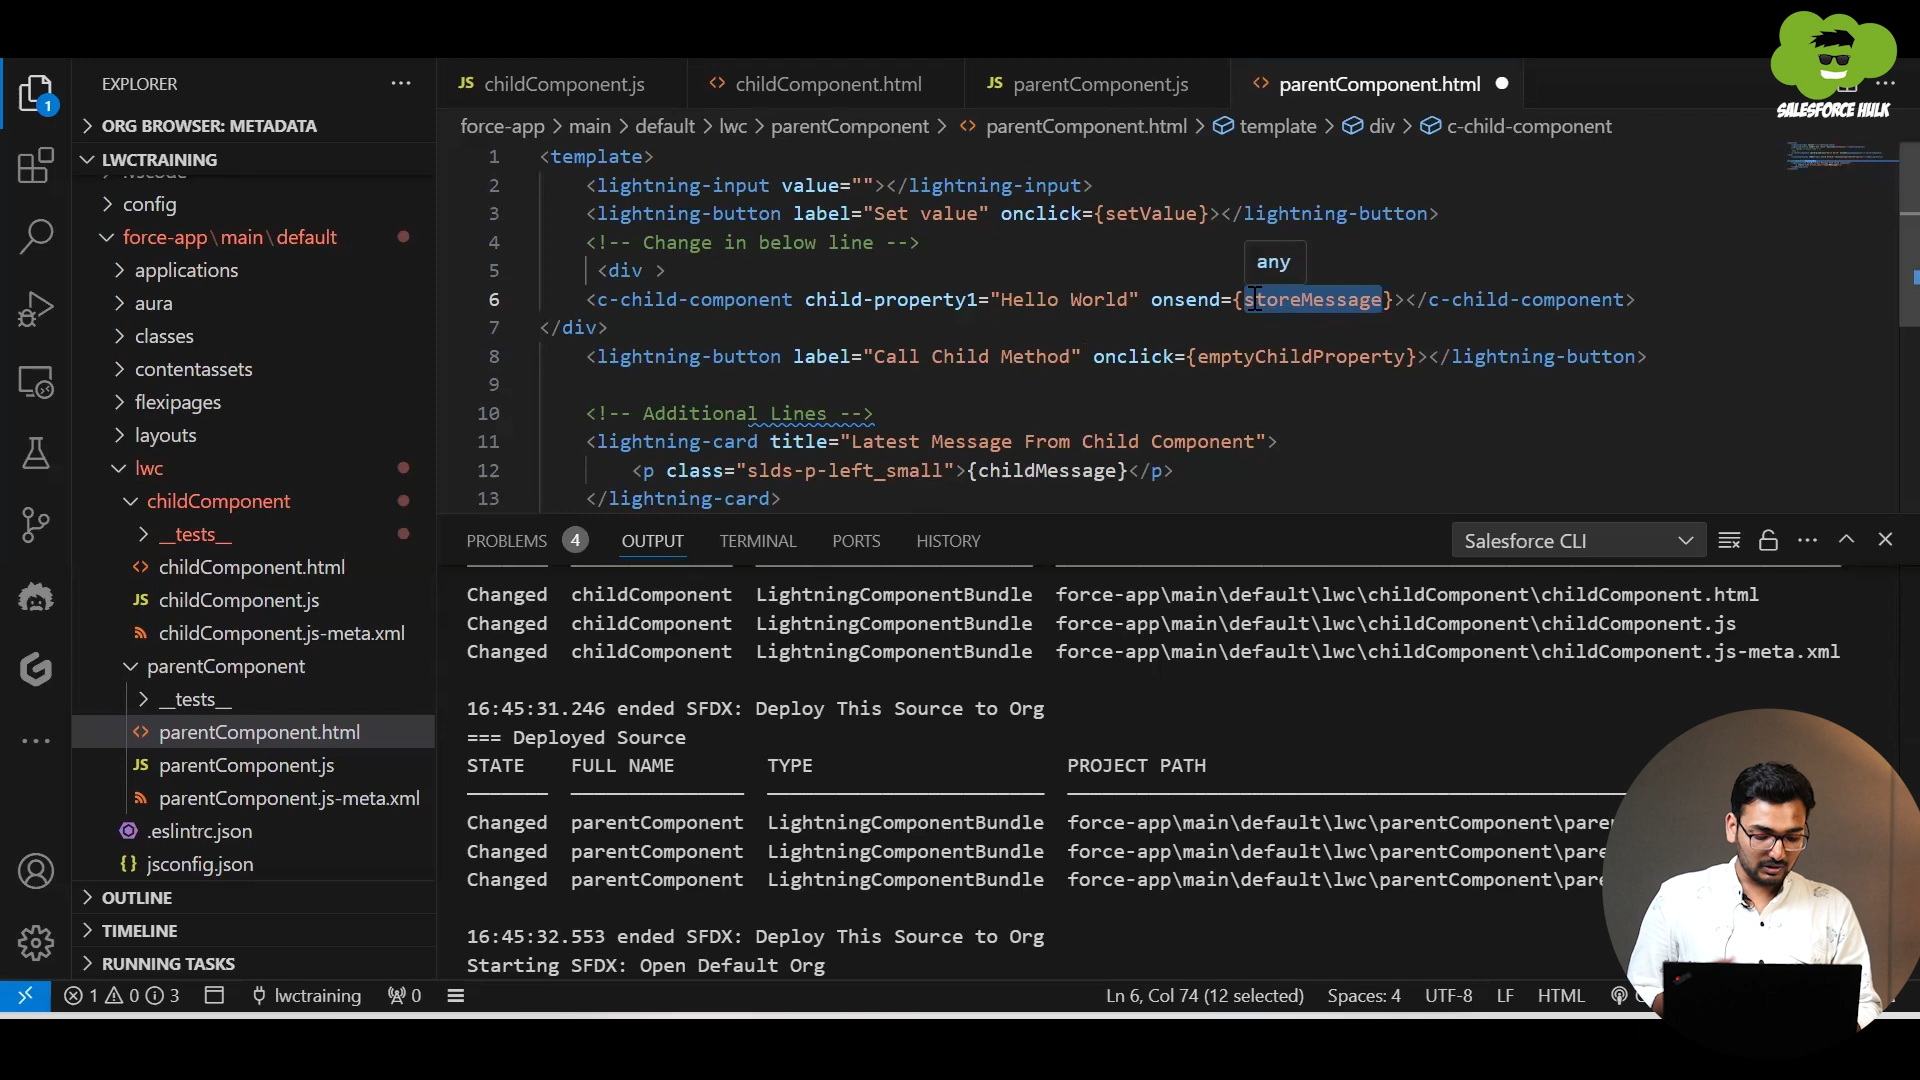 SALESFORCE HULK
EXPLORER
1
ORG BROWSER: METADATA
LWCTRAINING
.vscode
config
force-app\main\default
applications
aura
scripts
classes
contentassets
flexipages
layouts
lwc
childComponent
__tests__
childComponent.html
JS childComponent.js
childComponent.js-meta.xml
parentComponent
__tests__
parentComponent.html
JS parentComponent.js
parentComponent.js-meta.xml
.eslintrc.json
{} jsconfig.json
OUTLINE
TIMELINE
RUNNING TASKS
JS childComponent.js
childComponent.html
JS parentComponent.js
parentComponent.html
force-app > main > default > lwc > parentComponent > parentComponent.html > template > div > c-child-component
1 <template>
2 <lightning-input value=""></lightning-input>
3 <lightning-button label="Set value" onclick={setValue}></lightning-button>
4 <!-- Change in below line -->
5 <div >
any
6 <c-child-component child-property1="Hello World" onsend={storeMessage}></c-child-component>
7 </div>
8 <lightning-button label="Call Child Method" onclick={emptyChildProperty}></lightning-button>
9
10 <!-- Additional Lines -->
11 <lightning-card title="Latest Message From Child Component">
12 <p class="slds-p-left_small">{childMessage}</p>
13 </lightning-card>
PROBLEMS 4 OUTPUT TERMINAL PORTS HISTORY
Salesforce CLI
Changed childComponent LightningComponentBundle force-app\main\default\lwc\childComponent\childComponent.html
Changed childComponent LightningComponentBundle force-app\main\default\lwc\childComponent\childComponent.js
Changed childComponent LightningComponentBundle force-app\main\default\lwc\childComponent\childComponent.js-meta.xml
16:45:31.246 ended SFDX: Deploy This Source to Org
=== Deployed Source
STATE FULL NAME TYPE PROJECT PATH
Changed parentComponent LightningComponentBundle force-app\main\default\lwc\parentComponent\pare
Changed parentComponent LightningComponentBundle force-app\main\default\lwc\parentComponent\pare
Changed parentComponent LightningComponentBundle force-app\main\default\lwc\parentComponent\pare
16:45:32.553 ended SFDX: Deploy This Source to Org
Starting SFDX: Open Default Org
1 0 3 lwctraining 0
Ln 6, Col 74 (12 selected) Spaces: 4 UTF-8 LF HTML